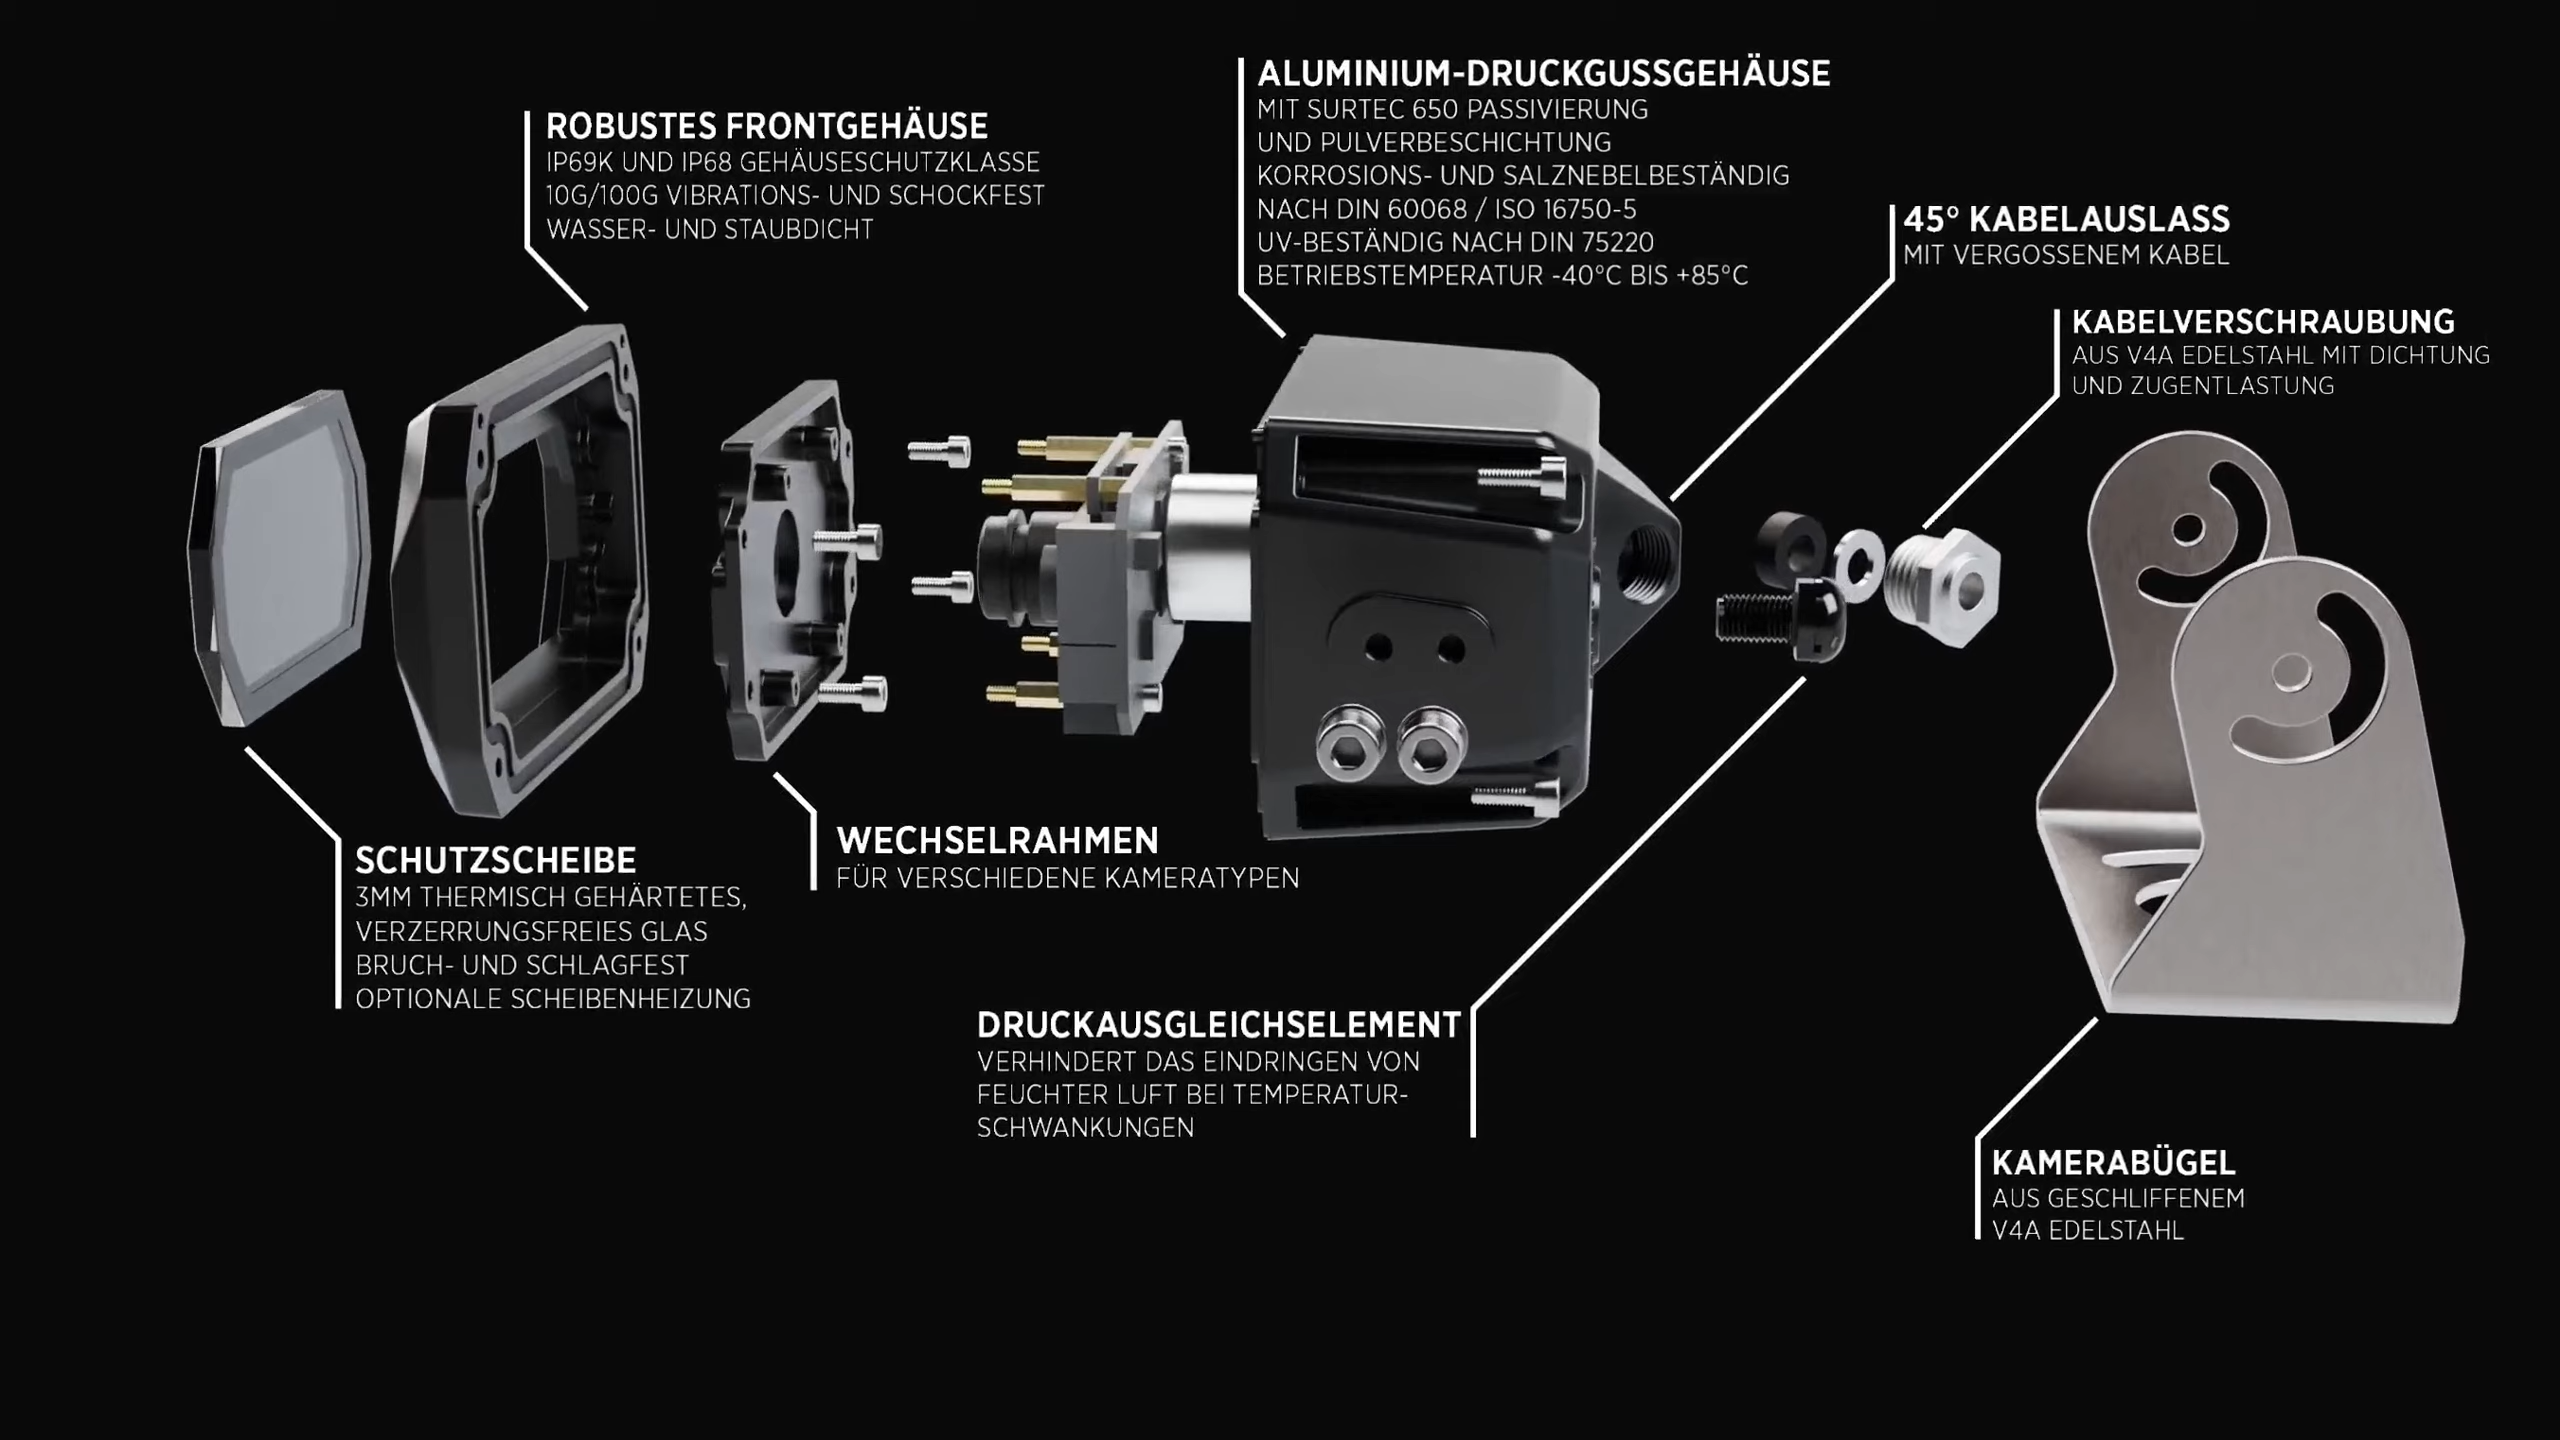 ROBUSTES FRONTGEHÄUSE
IP69K UND IP68 GEHÄUSESCHUTZKLASSE
10G/100G VIBRATIONS- UND SCHOCKFEST
WASSER- UND STAUBDICHT
ALUMINIUM-DRUCKGUSSGEHÄUSE
MIT SURTEC 650 PASSIVIERUNG
UND PULVERBESCHICHTUNG
KORROSIONS- UND SALZNEBELBESTÄNDIG
NACH DIN 60068 / ISO 16750-5
UV-BESTÄNDIG NACH DIN 75220
BETRIEBSTEMPERATUR -40°C BIS +85°C
45° KABELAUSLASS
MIT VERGOSSENEM KABEL
KABELVERSCHRAUBUNG
AUS V4A EDELSTAHL MIT DICHTUNG
UND ZUGENTLASTUNG
SCHUTZSCHEIBE
3MM THERMISCH GEHÄRTETES,
VERZERRUNGSFREIES GLAS
BRUCH- UND SCHLAGFEST
OPTIONALE SCHEIBENHEIZUNG
WECHSELRAHMEN
FÜR VERSCHIEDENE KAMERATYPEN
DRUCKAUSGLEICHSELEMENT
VERHINDERT DAS EINDRINGEN VON
FEUCHTER LUFT BEI TEMPERATUR-
SCHWANKUNGEN
KAMERABÜGEL
AUS GESCHLIFFENEM
V4A EDELSTAHL